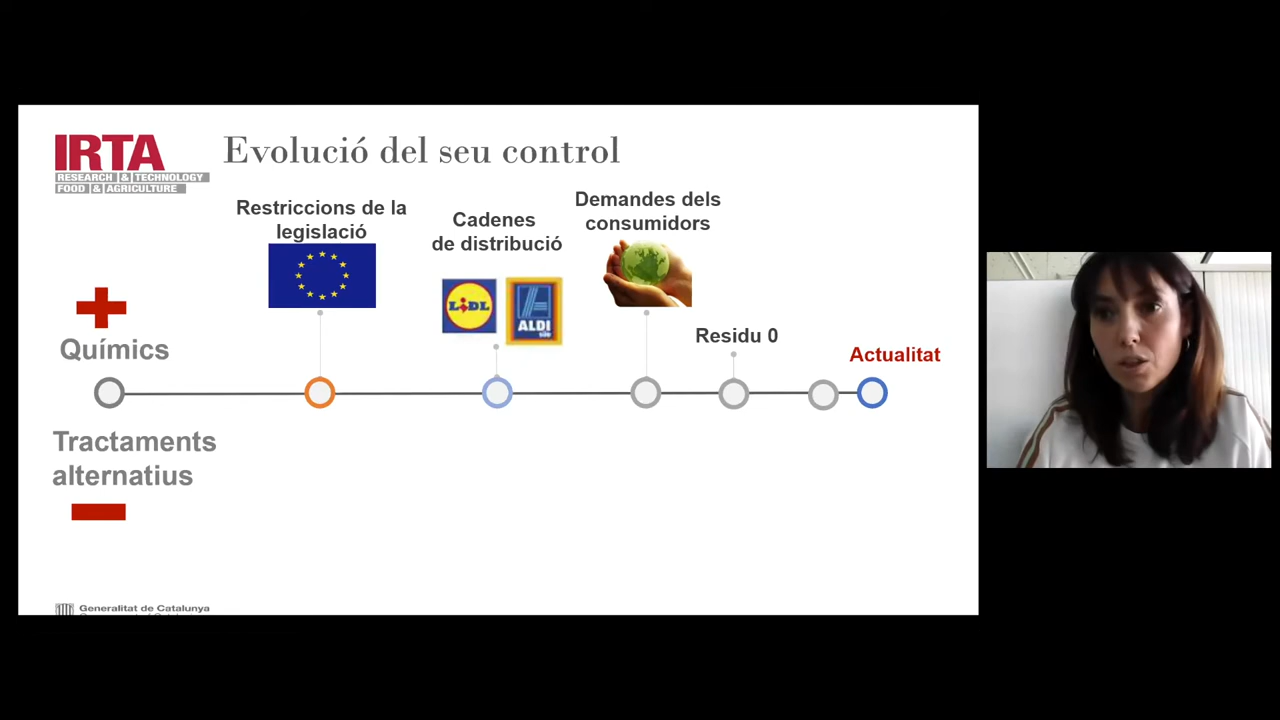 IRTA
RESEARCH & TECHNOLOGY
FOOD & AGRICULTURE
Evolució del seu control
Restriccions de la
legislació
Cadenes
de distribució
LIDL
ALDI
SÜD
Demandes dels
consumidors
Residu 0
Actualitat
Químics
Tractaments
alternatius
Generalitat de Catalunya